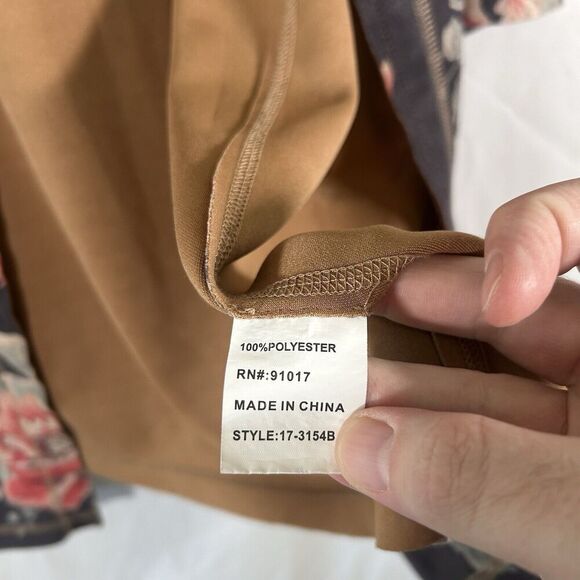 100%POLYESTER
RN#:91017
MADE IN CHINA
STYLE:17-3154B